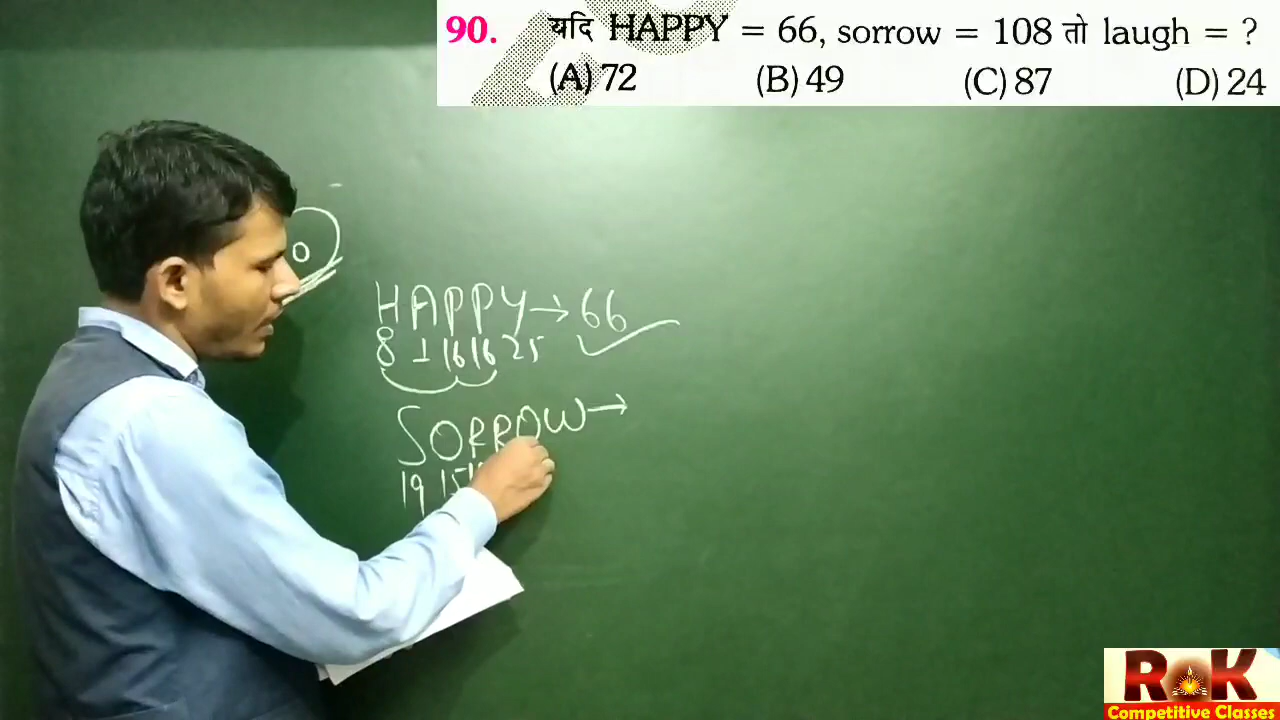 90. यदि HAPPY = 66, sorrow = 108 तो laugh = ?
(A) 72 (B) 49 (C) 87 (D) 24
0
HAPPY → 66
8 1 16 16 25
SORROW →
19 15
RK
Competitive Classes